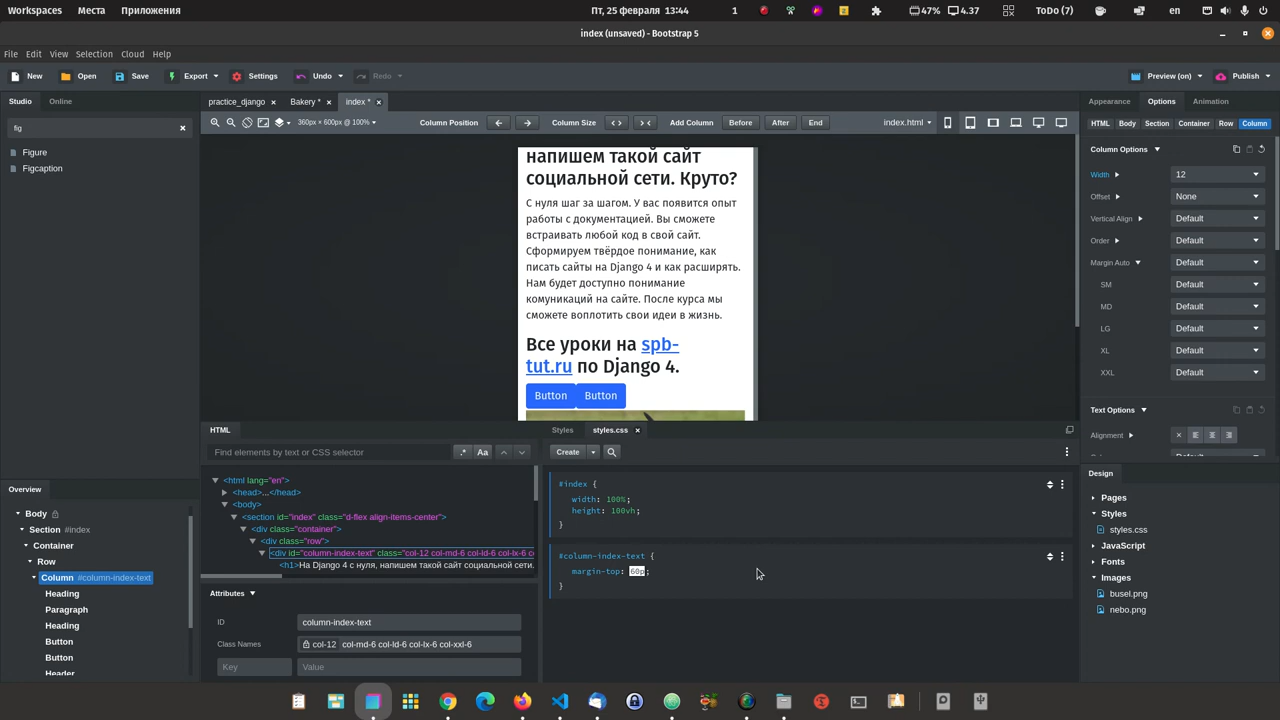 Workspaces Места Приложения Пт, 25 февраля 13:44 1 47% 4.37 ToDo (7) en
index (unsaved) - Bootstrap 5
File Edit View Selection Cloud Help
New Open Save Export Settings Undo Redo Preview (on) Publish
Studio Online
practice_django Bakery * index *
Appearance Options Animation
fig
360px × 600px @ 100% Column Position Column Size Add Column Before After End index.html
HTML Body Section Container Row Column
Figure
Figcaption
напишем такой сайт
социальной сети. Круто?
С нуля шаг за шагом. У вас появится опыт
работы с документацией. Вы сможете
встраивать любой код в свой сайт.
Сформируем твёрдое понимание, как
писать сайты на Django 4 и как расширять.
Нам будет доступно понимание
комуникаций на сайте. После курса мы
сможете воплотить свои идеи в жизнь.
Все уроки на spb-
tut.ru по Django 4.
Button Button
Column Options
Width 12
Offset None
Vertical Align Default
Order Default
Margin Auto Default
SM Default
MD Default
LG Default
XL Default
XXL Default
Text Options
Alignment
HTML
Find elements by text or CSS selector .* Aa
<html lang="en">
<head>...</head>
<body>
<section id="index" class="d-flex align-items-center">
<div class="container">
<div class="row">
<div id="column-index-text" class="col-12 col-md-6 col-ld-6 col-lx-6 c
<h1>На Django 4 с нуля, напишем такой сайт социальной сети.
Styles styles.css
Create
#index {
width: 100%;
height: 100vh;
}
#column-index-text {
margin-top: 60p;
}
Overview
Body
Section #index
Container
Row
Column #column-index-text
Heading
Paragraph
Heading
Button
Button
Header
Attributes
ID column-index-text
Class Names col-12 col-md-6 col-ld-6 col-lx-6 col-xxl-6
Key Value
Design
Pages
Styles
styles.css
JavaScript
Fonts
Images
busel.png
nebo.png